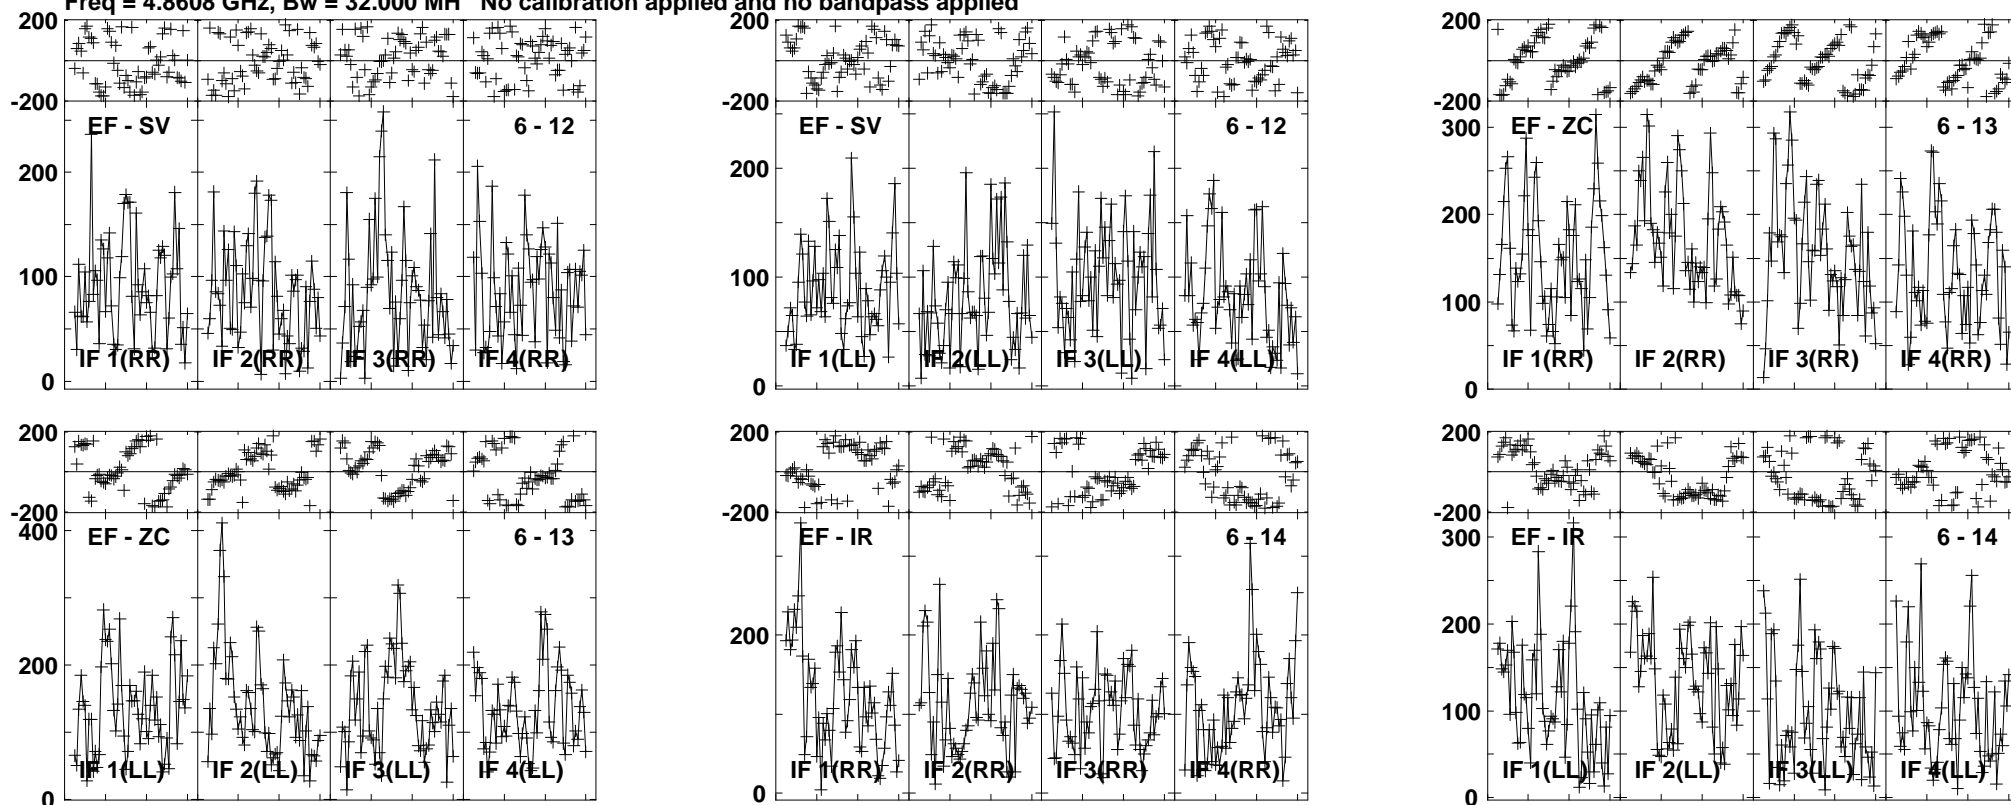 Freq = 4.8608 GHz, Bw = 32.000 MH No calibration applied and no bandpass applied
200
-200
EF - SV 6 - 12
200
100
0
IF 1(RR) IF 2(RR) IF 3(RR) IF 4(RR)
200
-200
EF - SV 6 - 12
200
100
0
IF 1(LL) IF 2(LL) IF 3(LL) IF 4(LL)
200
-200
EF - ZC 6 - 13
300
200
100
0
IF 1(RR) IF 2(RR) IF 3(RR) IF 4(RR)
200
-200
EF - ZC 6 - 13
400
200
0
IF 1(LL) IF 2(LL) IF 3(LL) IF 4(LL)
200
-200
EF - IR 6 - 14
200
0
IF 1(RR) IF 2(RR) IF 3(RR) IF 4(RR)
200
-200
EF - IR 6 - 14
300
200
100
0
IF 1(LL) IF 2(LL) IF 3(LL) IF 4(LL)